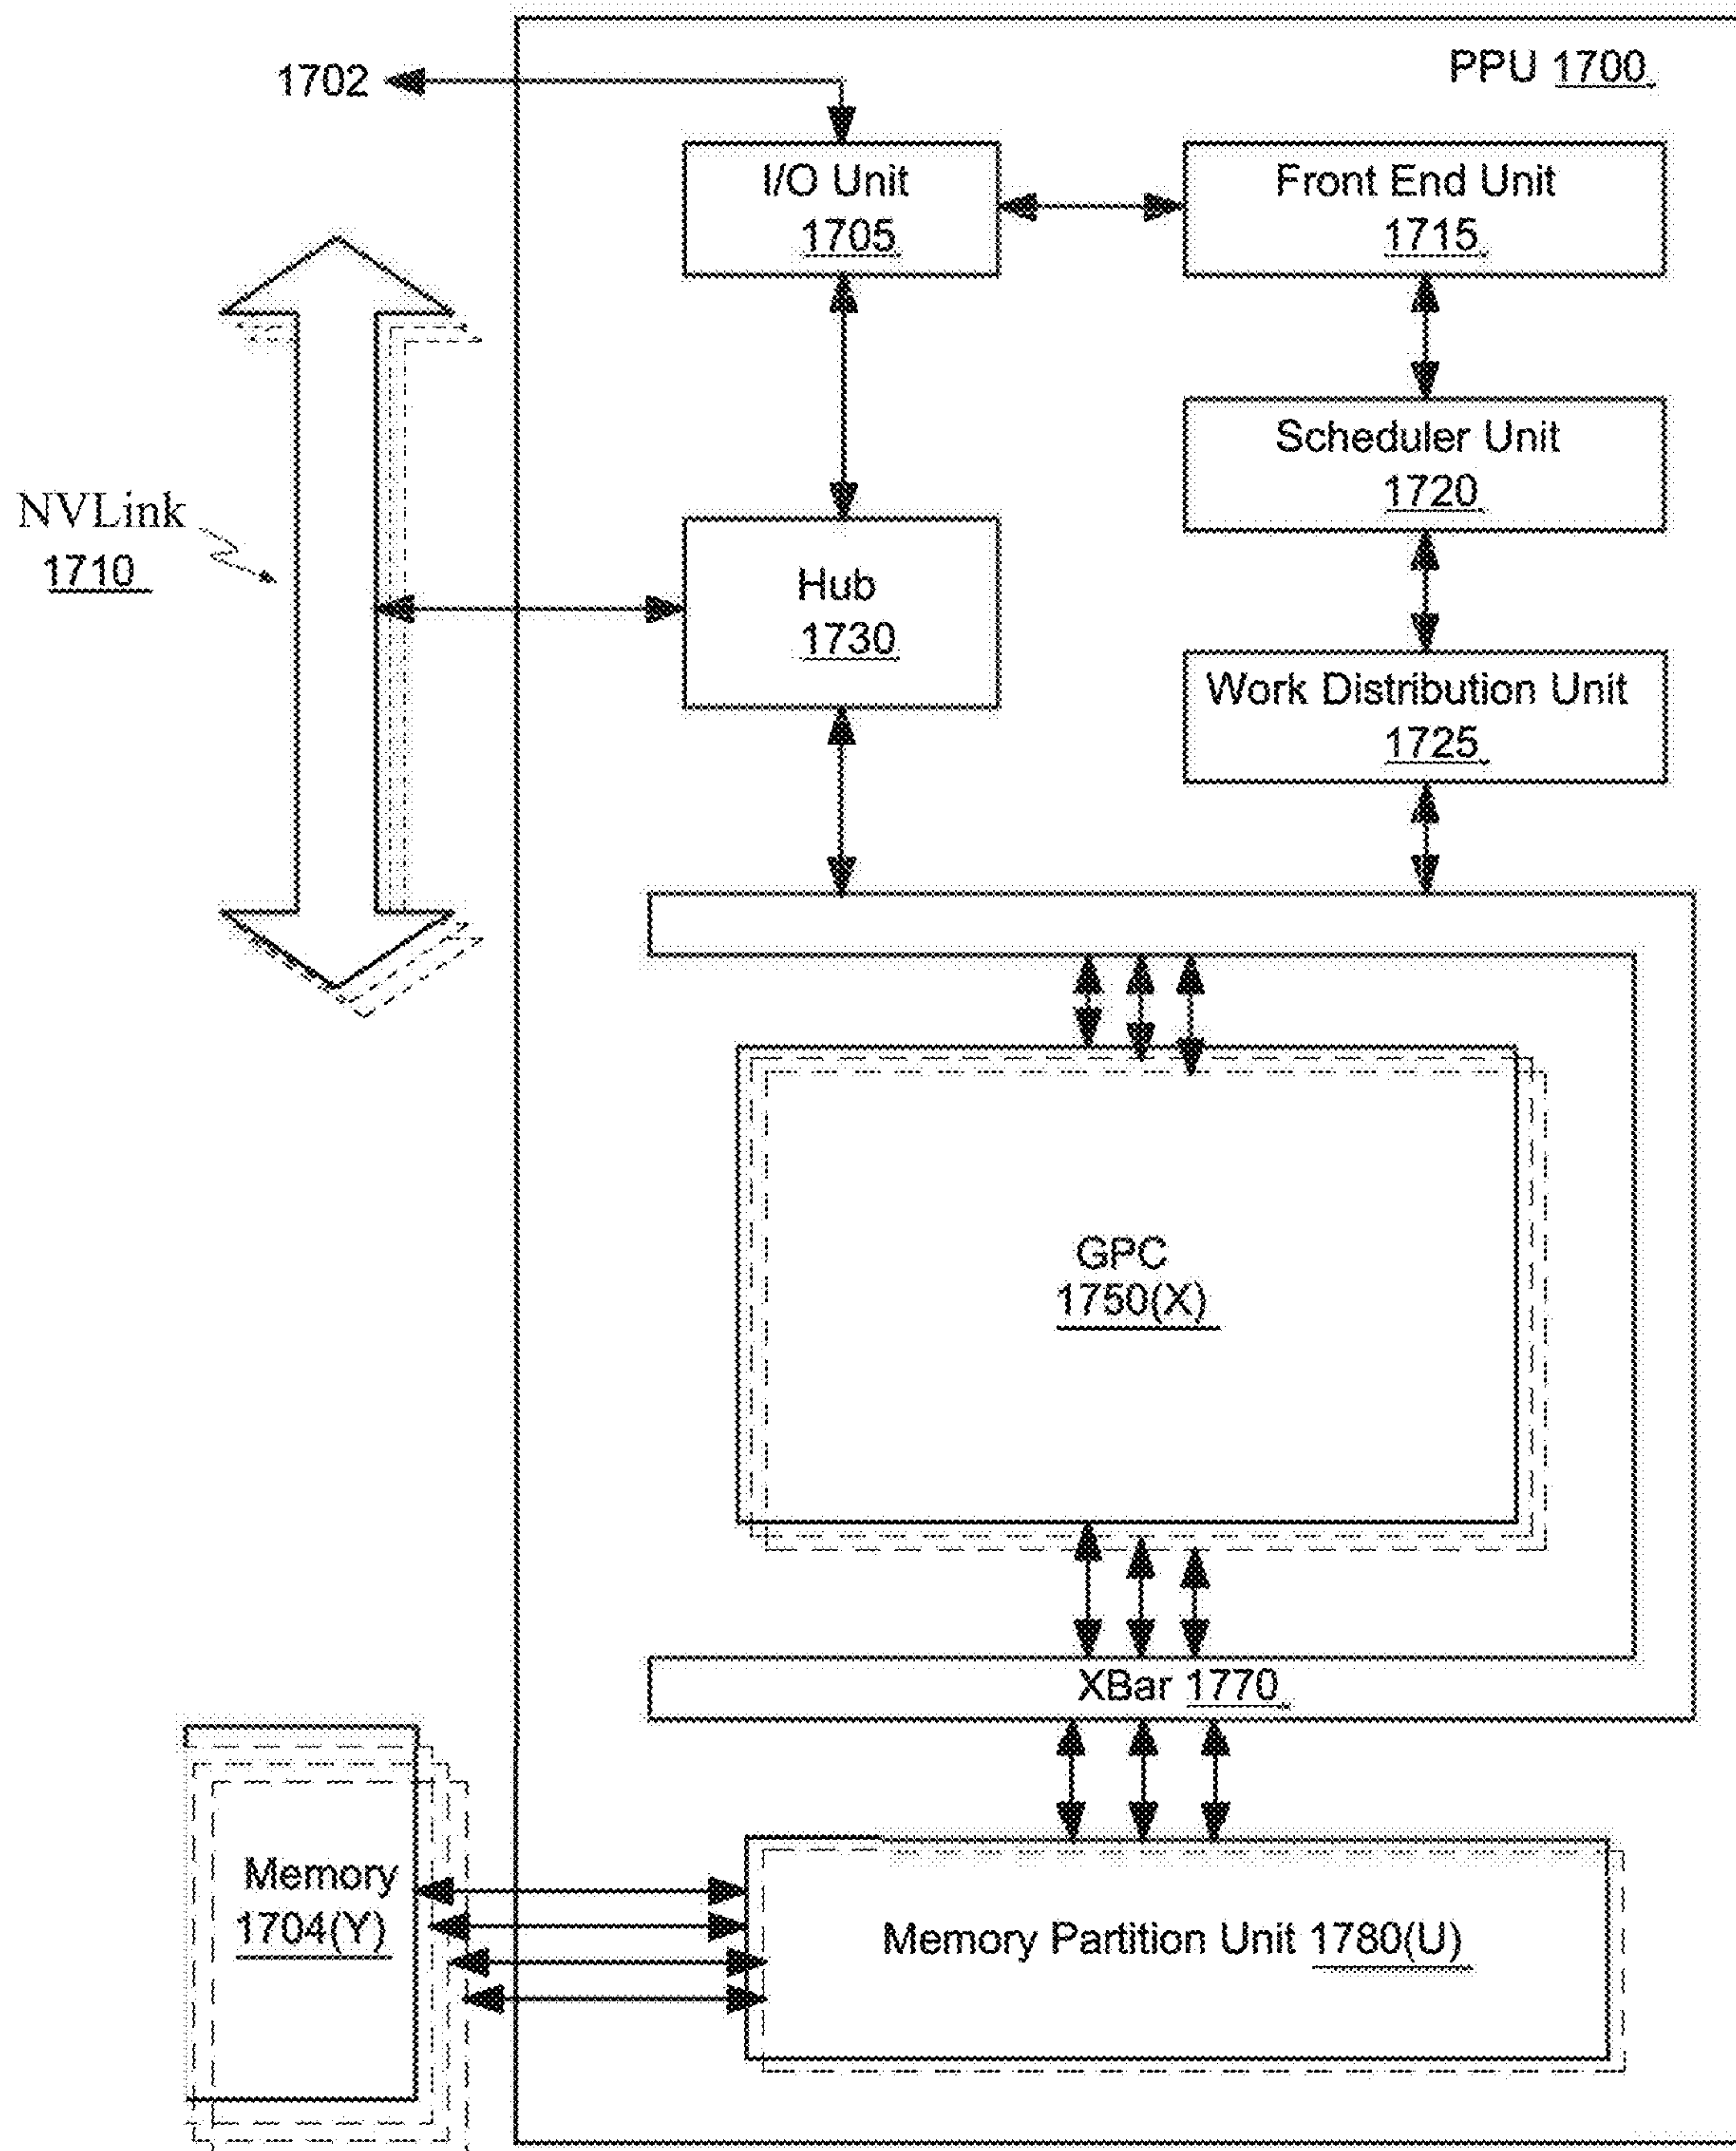 PPU 1700
1702
I/O Unit
1705
Front End Unit
1715
Scheduler Unit
1720
NVLink
1710
Hub
1730
Work Distribution Unit
1725
GPC
1750(X)
XBar 1770
Memory
1704(Y)
Memory Partition Unit 1780(U)